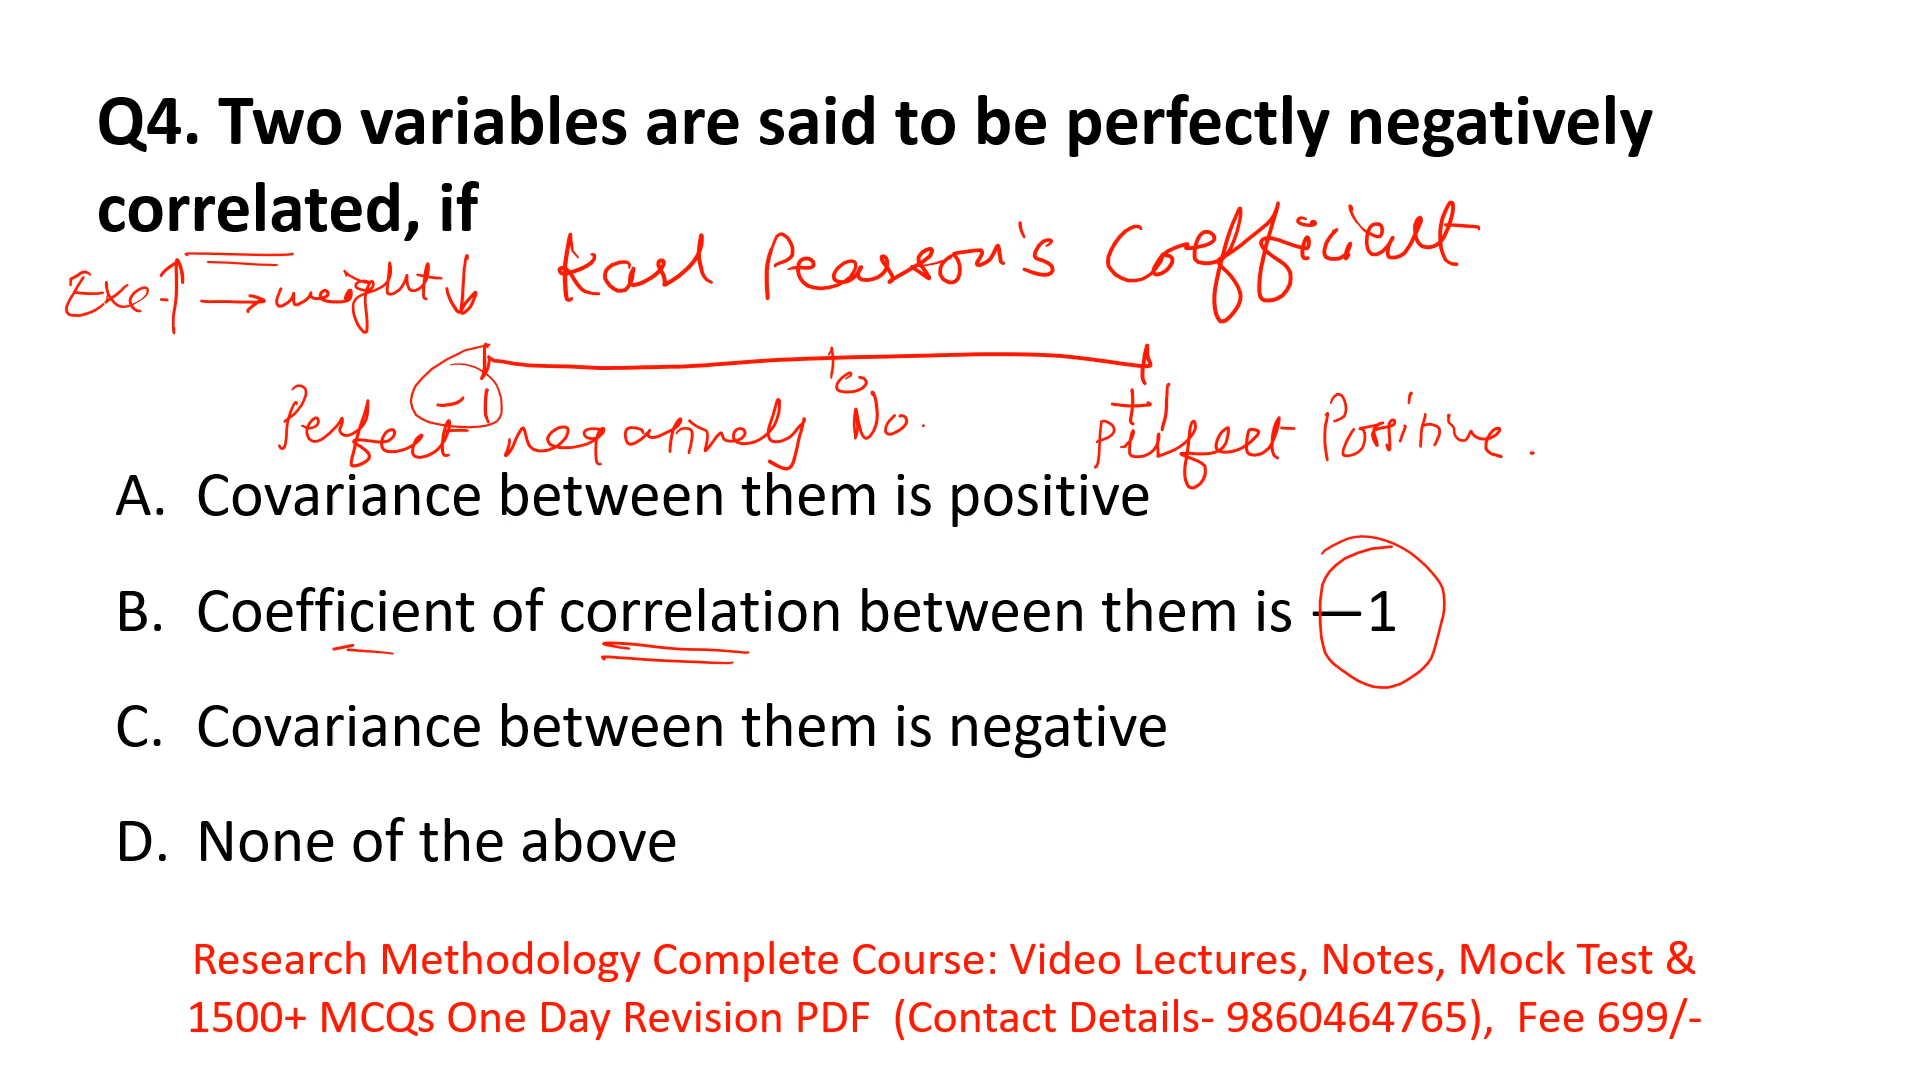 Q4. Two variables are said to be perfectly negatively
correlated, if
Karl Pearson's Coefficient
Exe. ↑ → weight ↓
-1 0 +1
Perfect negatively No. Perfect Positive.
A. Covariance between them is positive
B. Coefficient of correlation between them is —1
C. Covariance between them is negative
D. None of the above
Research Methodology Complete Course: Video Lectures, Notes, Mock Test &
1500+ MCQs One Day Revision PDF (Contact Details- 9860464765), Fee 699/-